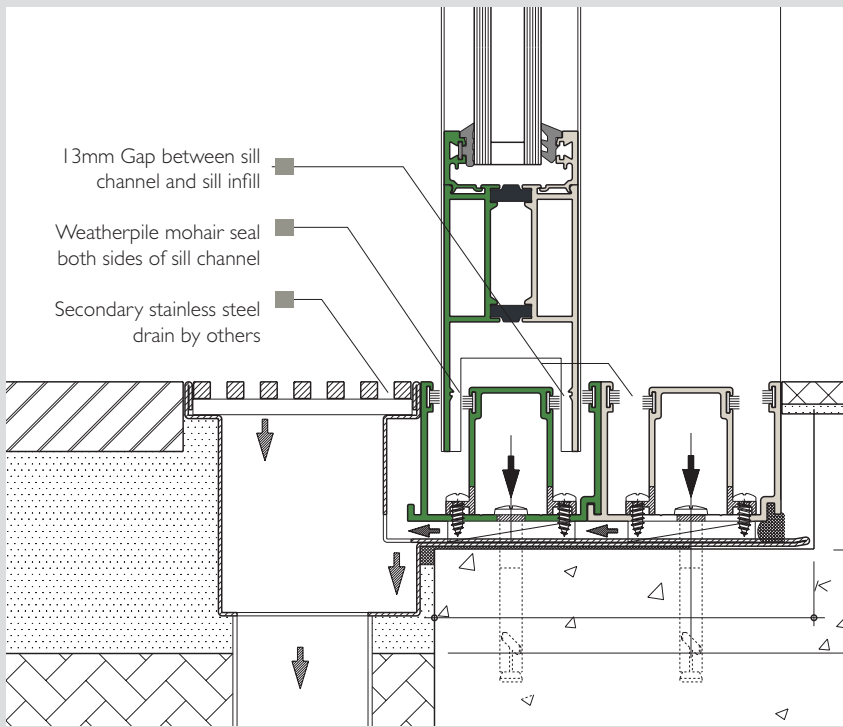 13mm Gap between sill
channel and sill infill
Weatherpile mohair seal
both sides of sill channel
Secondary stainless steel
drain by others
K